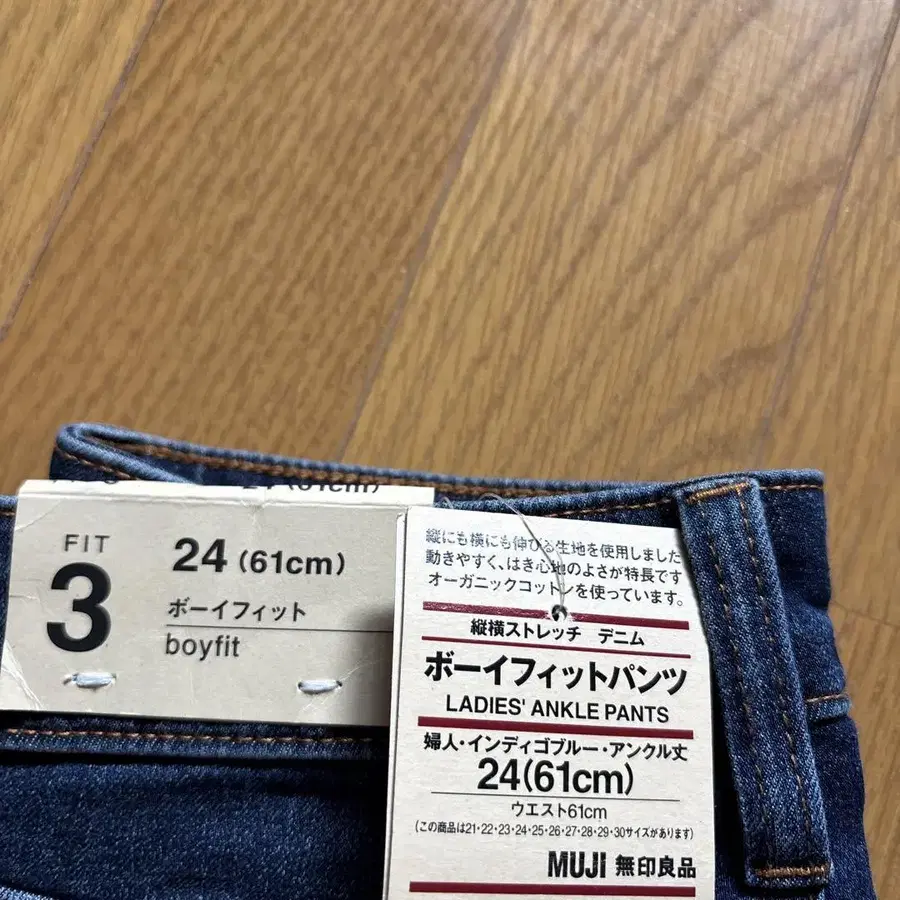 FIT
3
24 (61cm)
ボーイフィット
boyfit
縦にも横にも伸びる生地を使用しました
動きやすく、はき心地のよさが特長です
オーガニックコットンを使っています。
縦横ストレッチ デニム
ボーイフィットパンツ
LADIES' ANKLE PANTS
婦人・インディゴブルー・アンクル丈
24(61cm)
ウエスト61cm
(この商品は21・22・23・24・25・26・27・28・29・30サイズがあります)
MUJI 無印良品